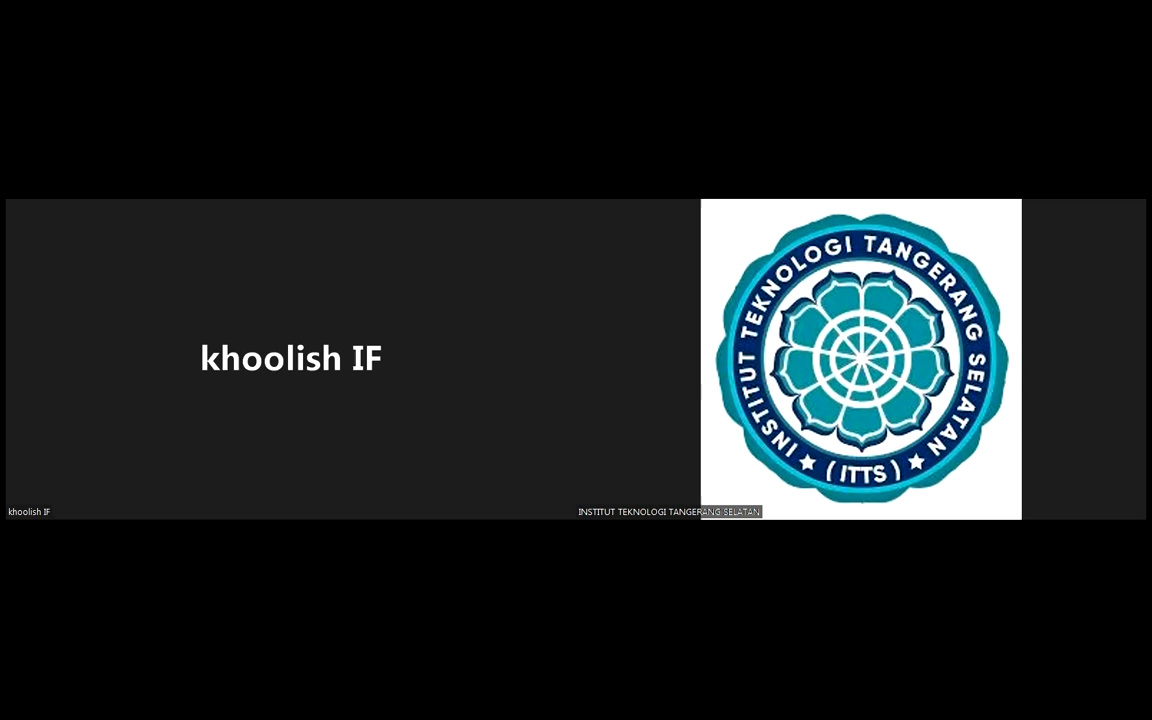 khoolish IF
INSTITUT TEKNOLOGI TANGERANG SELATAN
(ITTS)
khoolish IF
INSTITUT TEKNOLOGI TANGERANG SELATAN